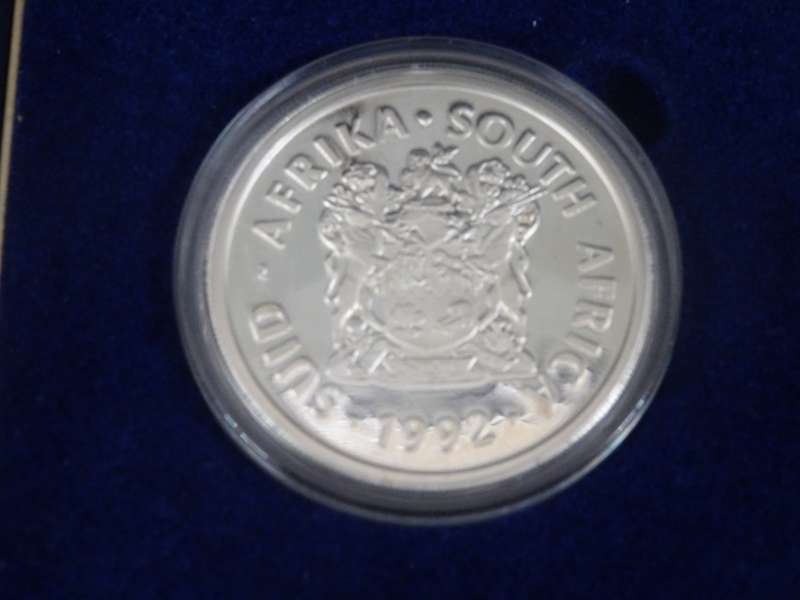 SUID AFRIKA · SOUTH AFRICA
· 1992 ·